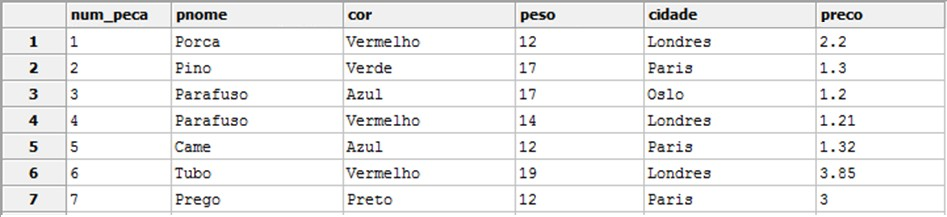 num_peca pnome cor peso cidade preco
1 1 Porca Vermelho 12 Londres 2.2
2 2 Pino Verde 17 Paris 1.3
3 3 Parafuso Azul 17 Oslo 1.2
4 4 Parafuso Vermelho 14 Londres 1.21
5 5 Came Azul 12 Paris 1.32
6 6 Tubo Vermelho 19 Londres 3.85
7 7 Prego Preto 12 Paris 3